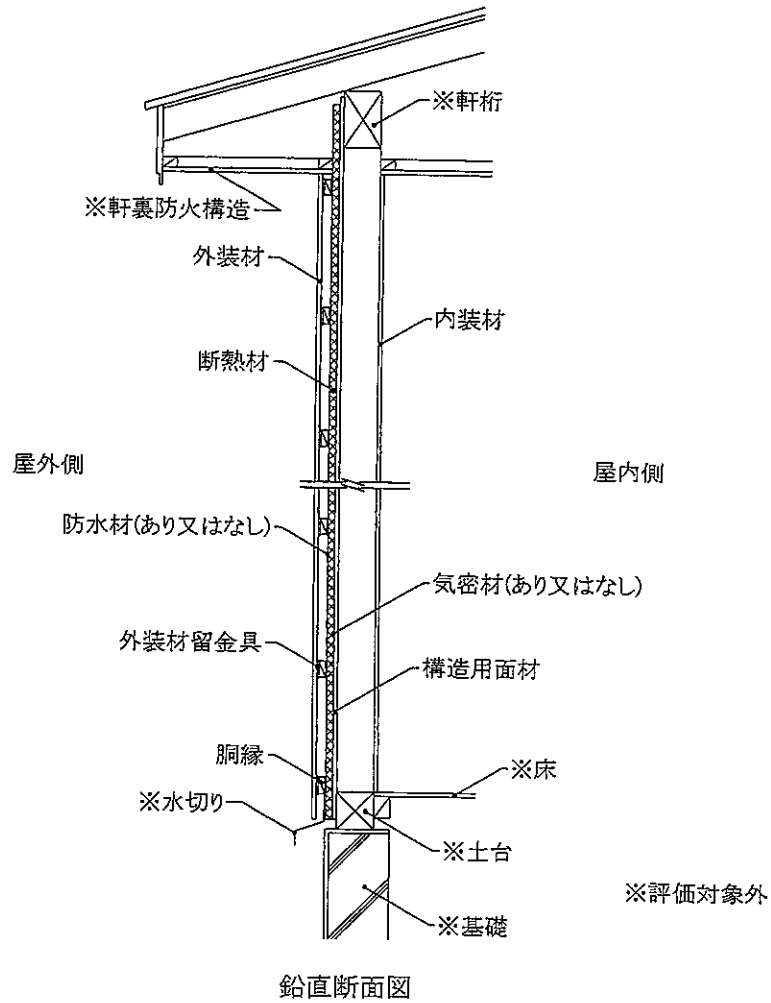 ※軒桁
※軒裏防火構造
外装材
内装材
断熱材
屋外側
屋内側
防水材(あり又はなし)
気密材(あり又はなし)
外装材留金具
構造用面材
胴縁
※床
※水切り
※土台
※評価対象外
※基礎
鉛直断面図